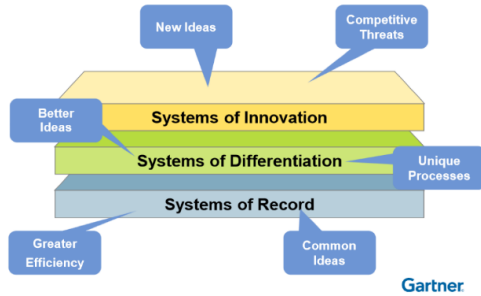 New Ideas
Competitive
Threats
Systems of Innovation
Better
Ideas
Systems of Differentiation
Unique
Processes
Systems of Record
Greater
Efficiency
Common
Ideas
Gartner